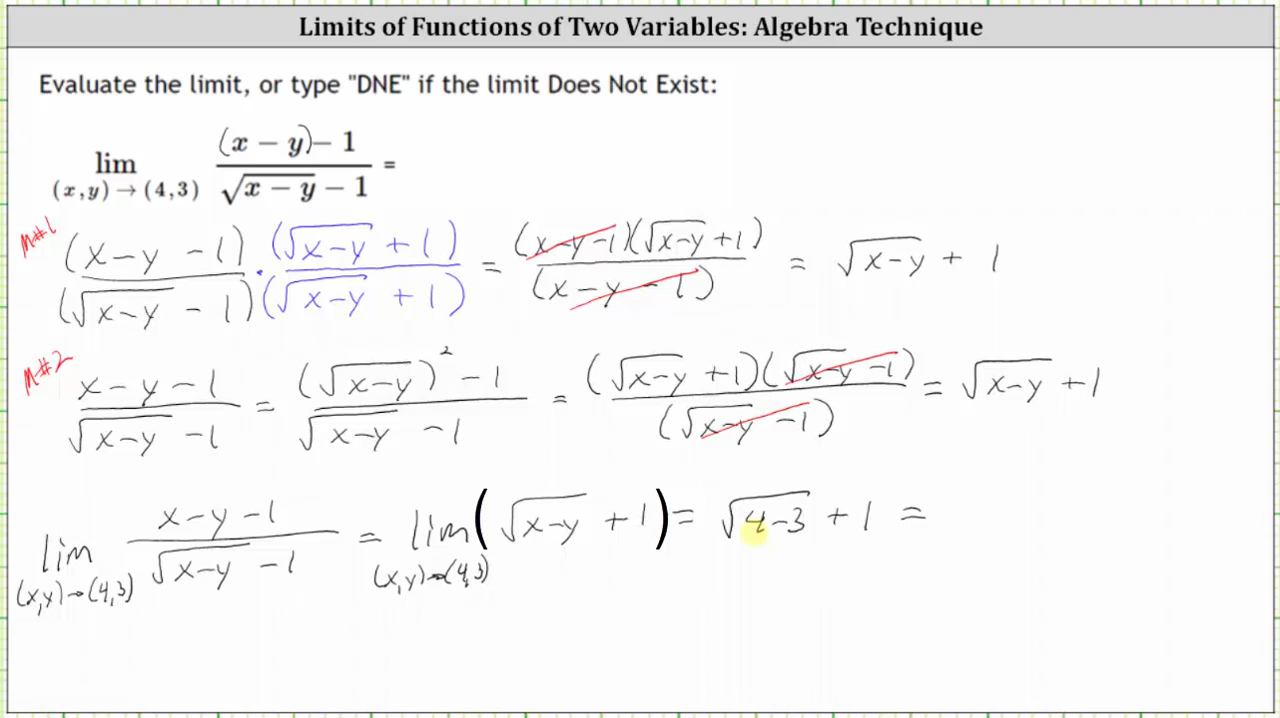 Limits of Functions of Two Variables: Algebra Technique
Evaluate the limit, or type "DNE" if the limit Does Not Exist:
lim (x,y)→(4,3) ((x − y) − 1)/(√(x − y) − 1) =
M#1 (x−y −1)/(√(x−y) − 1) · (√(x−y) + 1)/(√(x−y) + 1) = (x−y−1)(√(x−y) +1)/(x−y−1) = √(x−y) + 1
M#2 (x−y−1)/(√(x−y) −1) = ((√(x−y))² −1)/(√(x−y) −1) = (√(x−y) +1)(√(x−y) −1)/(√(x−y) −1) = √(x−y) +1
lim (x,y)→(4,3) (x−y−1)/(√(x−y) −1) = lim (x,y)→(4,3) (√(x−y) +1) = √(4−3) + 1 =